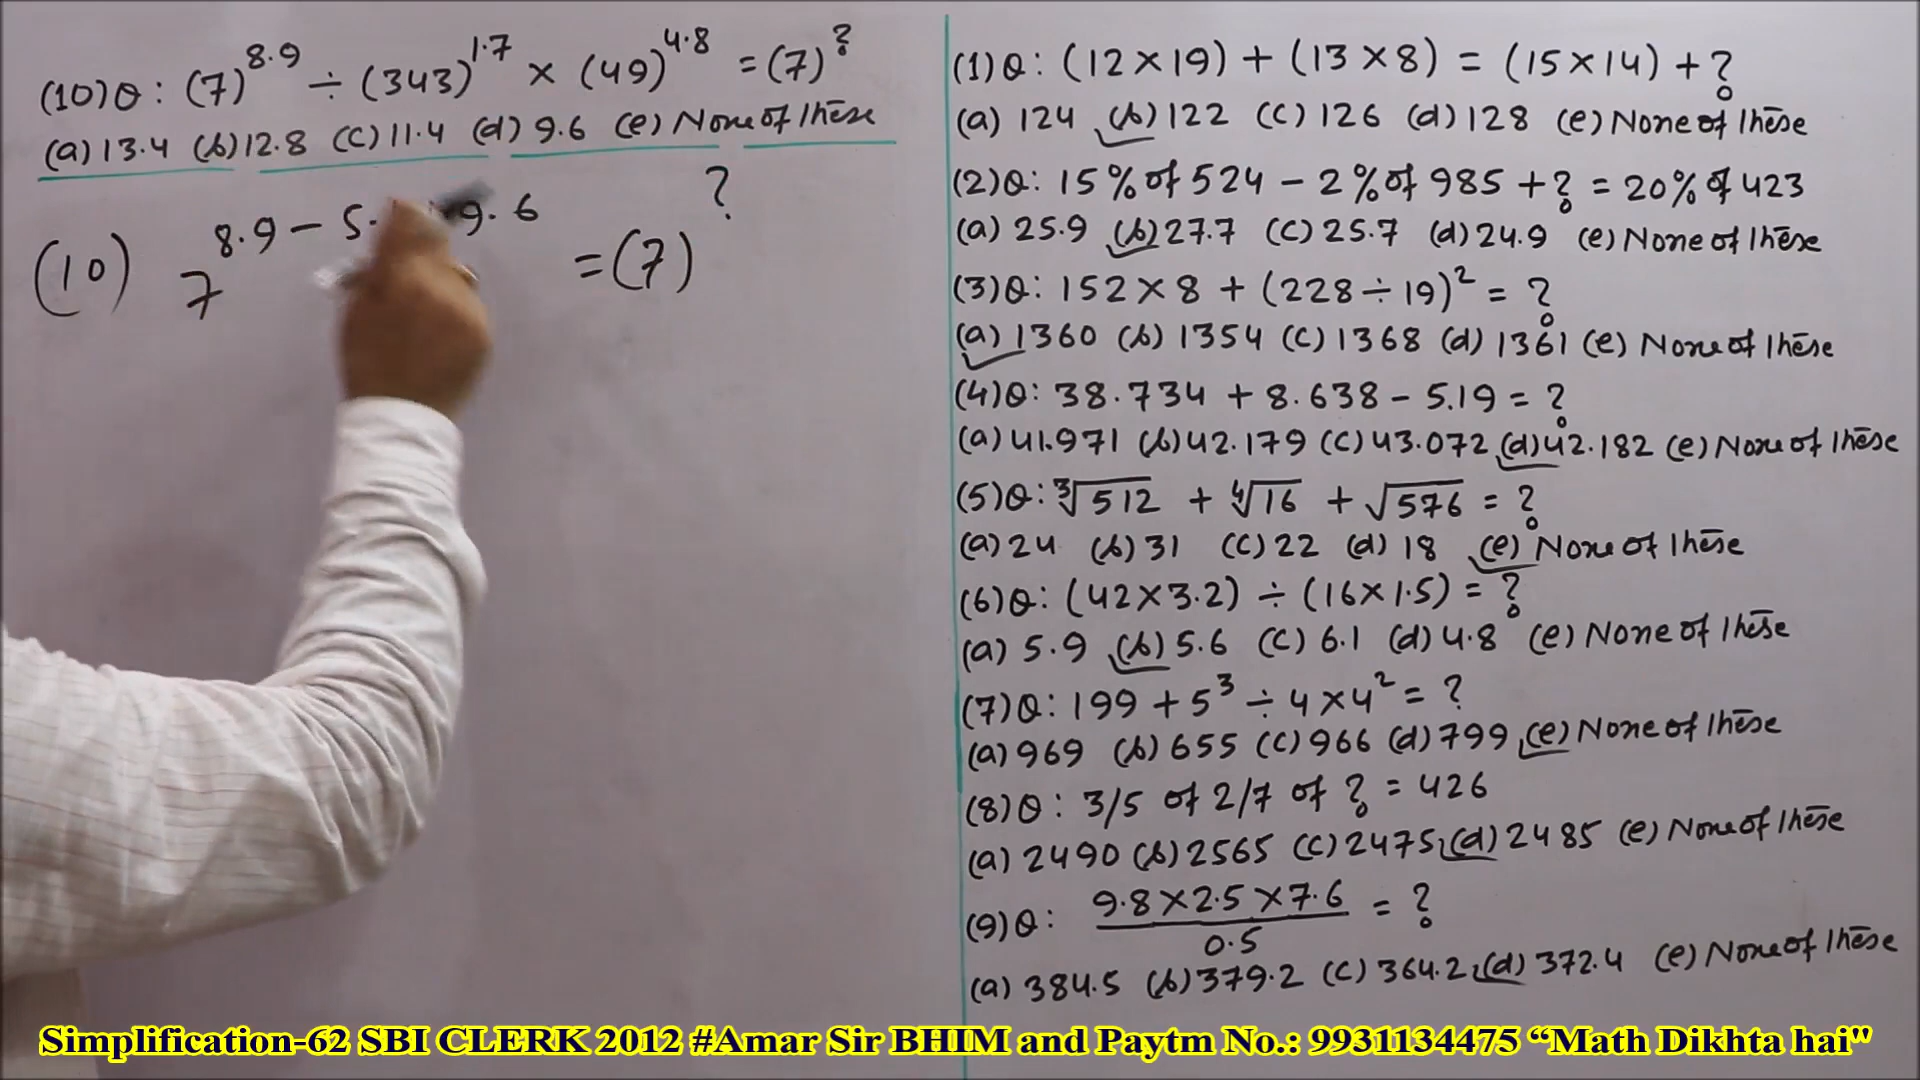 (10)Q: (7)^8.9 ÷ (343)^1.7 × (49)^4.8 = (7)^?
(a) 13.4 (b) 12.8 (c) 11.4 (d) 9.6 (e) None of these
(10) 7^8.9 - 5. 9.6 = (7)^?
(1)Q: (12×19) + (13×8) = (15×14) + ?
(a) 124 (b) 122 (c) 126 (d) 128 (e) None of these
(2)Q: 15% of 524 - 2% of 985 + ? = 20% of 423
(a) 25.9 (b) 27.7 (c) 25.7 (d) 24.9 (e) None of these
(3)Q: 152 × 8 + (228 ÷ 19)² = ?
(a) 1360 (b) 1354 (c) 1368 (d) 1361 (e) None of these
(4)Q: 38.734 + 8.638 - 5.19 = ?
(a) 41.971 (b) 42.179 (c) 43.072 (d) 42.182 (e) None of these
(5)Q: ∛512 + ∜16 + √576 = ?
(a) 24 (b) 31 (c) 22 (d) 18 (e) None of these
(6)Q: (42×3.2) ÷ (16×1.5) = ?
(a) 5.9 (b) 5.6 (c) 6.1 (d) 4.8 (e) None of these
(7)Q: 199 + 5³ ÷ 4 × 4² = ?
(a) 969 (b) 655 (c) 966 (d) 799 (e) None of these
(8)Q: 3/5 of 2/7 of ? = 426
(a) 2490 (b) 2565 (c) 2475 (d) 2485 (e) None of these
(9)Q: 9.8×2.5×7.6 / 0.5 = ?
(a) 384.5 (b) 379.2 (c) 364.2 (d) 372.4 (e) None of these
Simplification-62 SBI CLERK 2012 #Amar Sir BHIM and Paytm No.: 9931134475 “Math Dikhta hai"